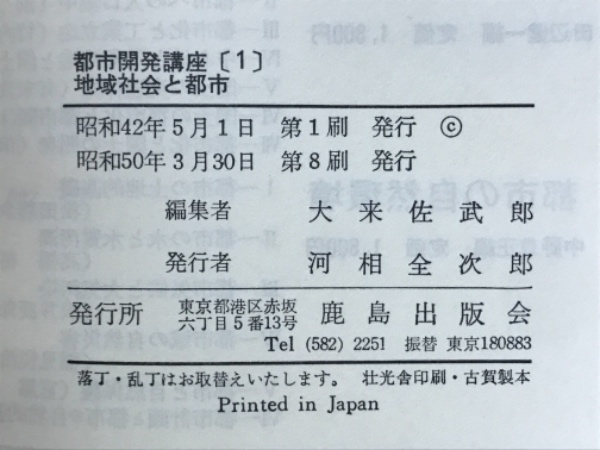 都市開発講座〔1〕
地域社会と都市
昭和42年5月1日 第1刷 発行 ©
昭和50年3月30日 第8刷 発行
編集者 大来佐武郎
発行者 河相全次郎
発行所 東京都港区赤坂六丁目5番13号 鹿島出版会
Tel (582) 2251 振替 東京180883
落丁・乱丁はお取替えいたします。 壮光舎印刷・古賀製本
Printed in Japan